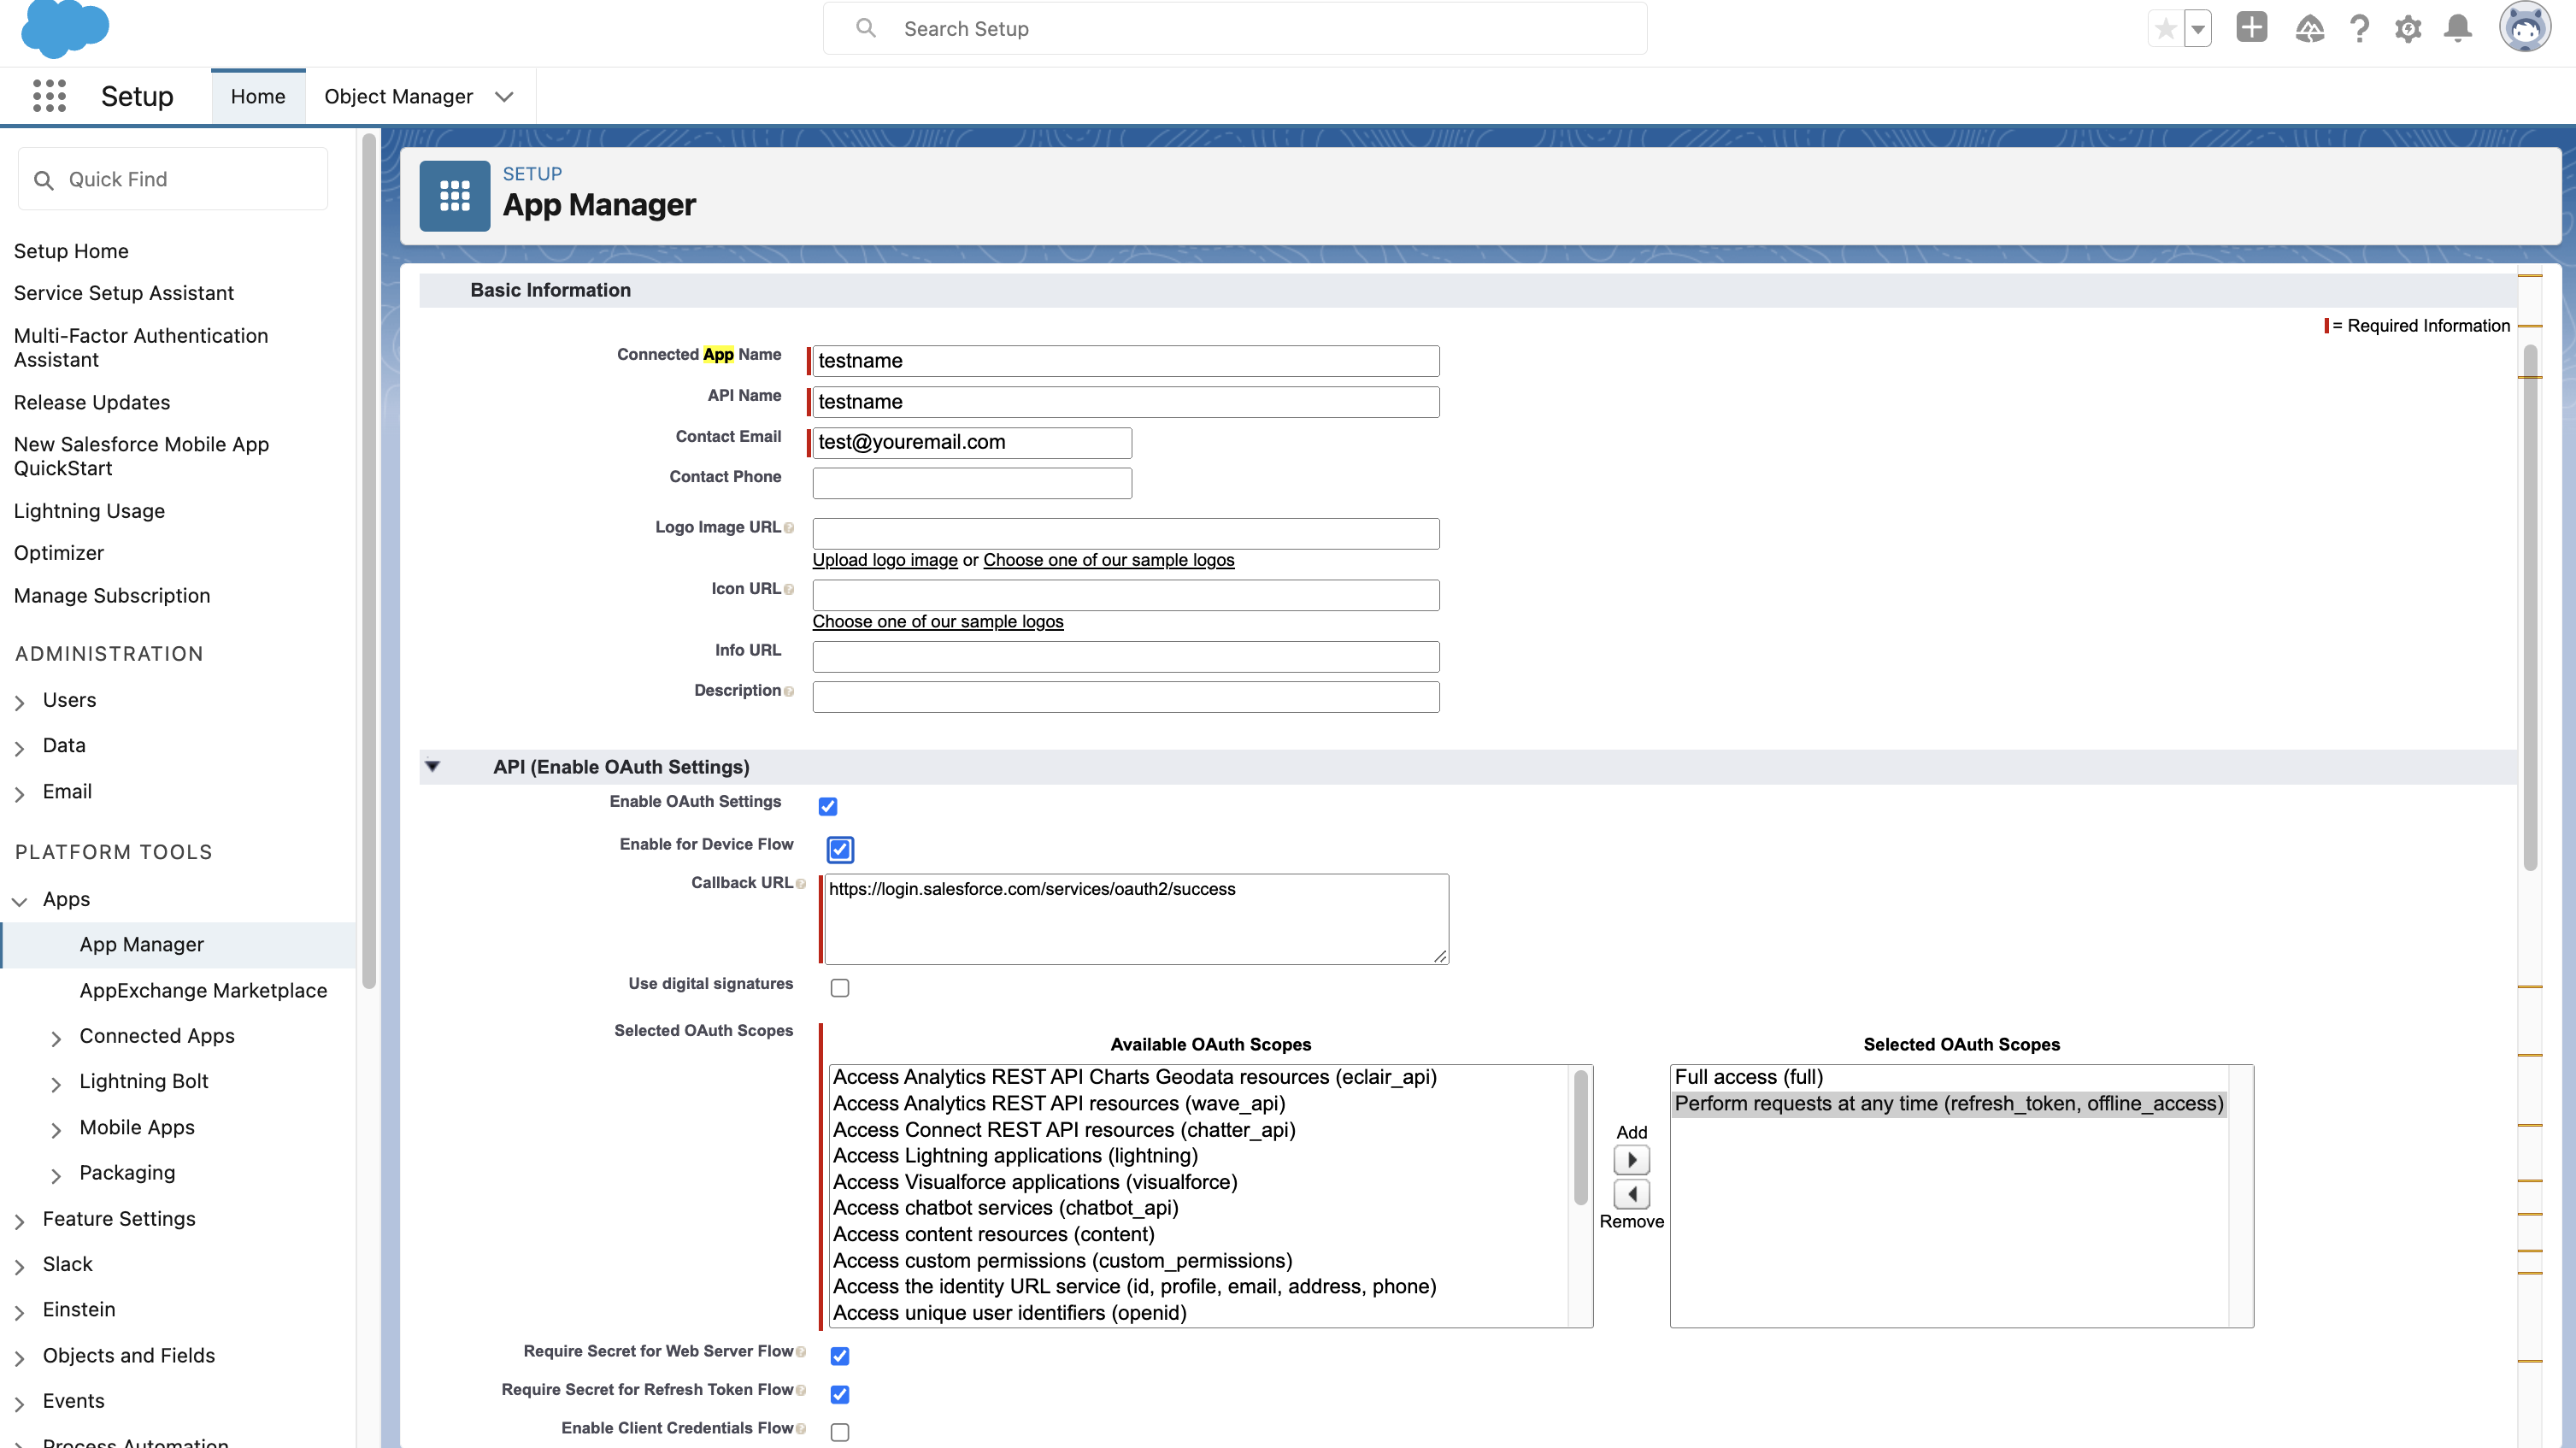 Search Setup
Setup
Home
Object Manager
Quick Find
Setup Home
Service Setup Assistant
Multi-Factor Authentication
Assistant
Release Updates
New Salesforce Mobile App
QuickStart
Lightning Usage
Optimizer
Manage Subscription
ADMINISTRATION
Users
Data
Email
PLATFORM TOOLS
Apps
App Manager
AppExchange Marketplace
Connected Apps
Lightning Bolt
Mobile Apps
Packaging
Feature Settings
Slack
Einstein
Objects and Fields
Events
Process Automation
SETUP
App Manager
Basic Information
= Required Information
Connected App Name testname
API Name testname
Contact Email test@youremail.com
Contact Phone
Logo Image URL
Upload logo image or Choose one of our sample logos
Icon URL
Choose one of our sample logos
Info URL
Description
API (Enable OAuth Settings)
Enable OAuth Settings
Enable for Device Flow
Callback URL https://login.salesforce.com/services/oauth2/success
Use digital signatures
Selected OAuth Scopes
Available OAuth Scopes
Access Analytics REST API Charts Geodata resources (eclair_api)
Access Analytics REST API resources (wave_api)
Access Connect REST API resources (chatter_api)
Access Lightning applications (lightning)
Access Visualforce applications (visualforce)
Access chatbot services (chatbot_api)
Access content resources (content)
Access custom permissions (custom_permissions)
Access the identity URL service (id, profile, email, address, phone)
Access unique user identifiers (openid)
Add
Remove
Selected OAuth Scopes
Full access (full)
Perform requests at any time (refresh_token, offline_access)
Require Secret for Web Server Flow
Require Secret for Refresh Token Flow
Enable Client Credentials Flow